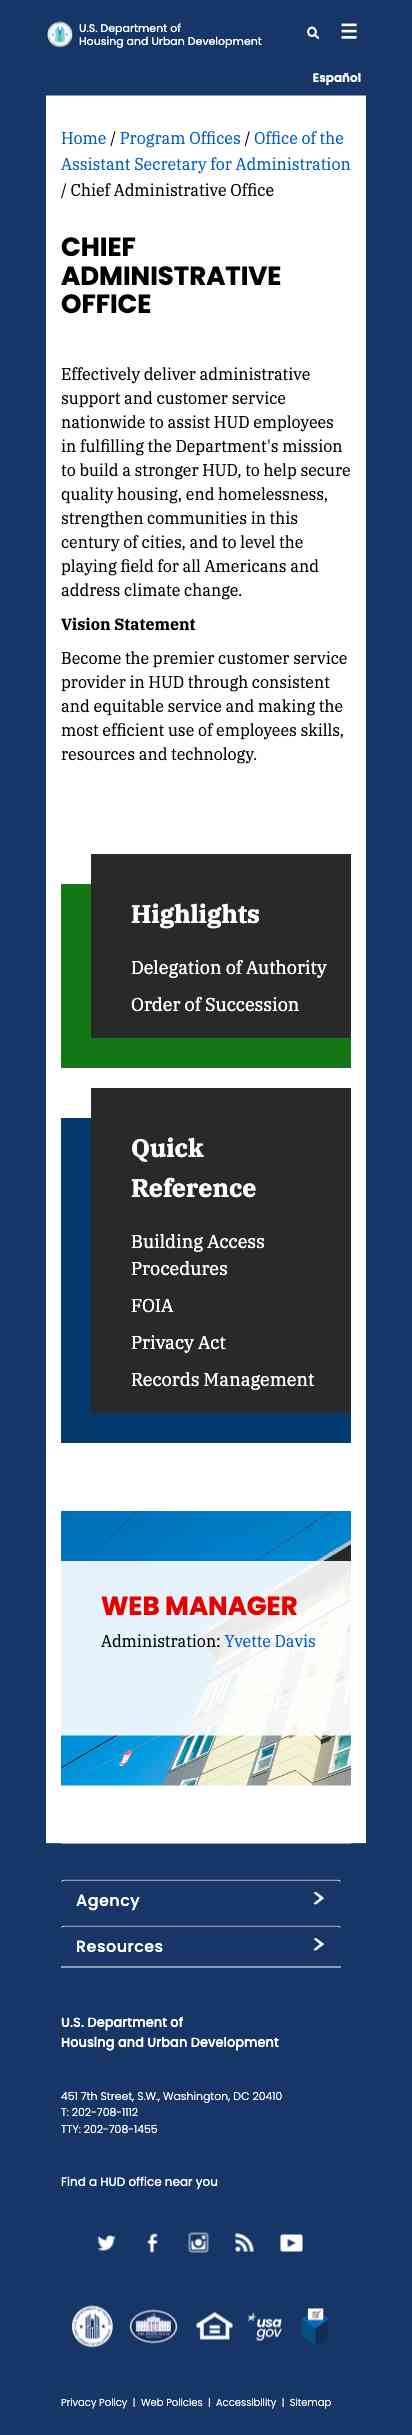 U.S. Department of
Housing and Urban Development
Español
Home / Program Offices / Office of the
Assistant Secretary for Administration
/ Chief Administrative Office
CHIEF
ADMINISTRATIVE
OFFICE
Effectively deliver administrative
support and customer service
nationwide to assist HUD employees
in fulfilling the Department's mission
to build a stronger HUD, to help secure
quality housing, end homelessness,
strengthen communities in this
century of cities, and to level the
playing field for all Americans and
address climate change.
Vision Statement
Become the premier customer service
provider in HUD through consistent
and equitable service and making the
most efficient use of employees skills,
resources and technology.
Highlights
Delegation of Authority
Order of Succession
Quick
Reference
Building Access
Procedures
FOIA
Privacy Act
Records Management
WEB MANAGER
Administration: Yvette Davis
Agency
Resources
U.S. Department of
Housing and Urban Development
451 7th Street, S.W., Washington, DC 20410
T: 202-708-1112
TTY: 202-708-1455
Find a HUD office near you
usa
gov
Privacy Policy | Web Policies | Accessibility | Sitemap